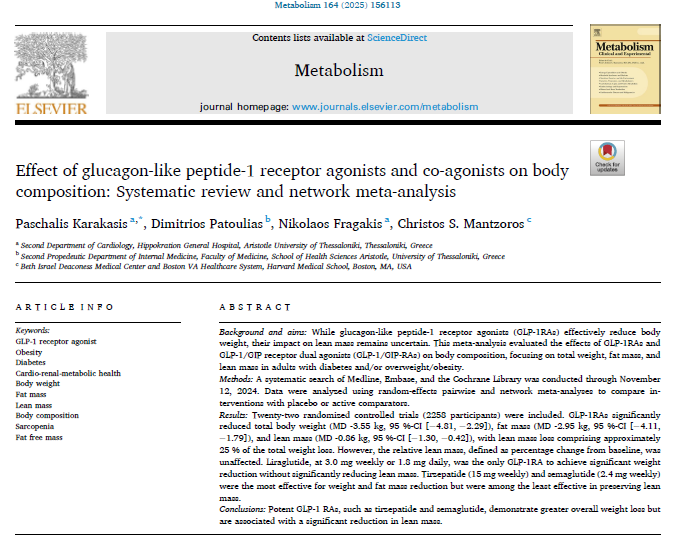 Metabolism 164 (2025) 156113
Contents lists available at ScienceDirect
Metabolism
journal homepage: www.journals.elsevier.com/metabolism
ELSEVIER
Metabolism
Clinical and Experimental
Check for
updates
Effect of glucagon-like peptide-1 receptor agonists and co-agonists on body
composition: Systematic review and network meta-analysis
Paschalis Karakasis a,*, Dimitrios Patoulias b, Nikolaos Fragakis a, Christos S. Mantzoros c
a Second Department of Cardiology, Hippokration General Hospital, Aristotle University of Thessaloniki, Thessaloniki, Greece
b Second Propedeutic Department of Internal Medicine, Faculty of Medicine, School of Health Sciences Aristotle, University of Thessaloniki, Greece
c Beth Israel Deaconess Medical Center and Boston VA Healthcare System, Harvard Medical School, Boston, MA, USA
ARTICLE INFO
Keywords:
GLP-1 receptor agonist
Obesity
Diabetes
Cardio-renal-metabolic health
Body weight
Fat mass
Lean mass
Body composition
Sarcopenia
Fat free mass
ABSTRACT
Background and aims: While glucagon-like peptide-1 receptor agonists (GLP-1RAs) effectively reduce body
weight, their impact on lean mass remains uncertain. This meta-analysis evaluated the effects of GLP-1RAs and
GLP-1/GIP receptor dual agonists (GLP-1/GIP-RAs) on body composition, focusing on total weight, fat mass, and
lean mass in adults with diabetes and/or overweight/obesity.
Methods: A systematic search of Medline, Embase, and the Cochrane Library was conducted through November
12, 2024. Data were analyzed using random-effects pairwise and network meta-analyses to compare in-
terventions with placebo or active comparators.
Results: Twenty-two randomized controlled trials (2258 participants) were included. GLP-1RAs significantly
reduced total body weight (MD -3.55 kg, 95 %-CI [−4.81, −2.29]), fat mass (MD -2.95 kg, 95 %-CI [−4.11,
−1.79]), and lean mass (MD -0.86 kg, 95 %-CI [−1.30, −0.42]), with lean mass loss comprising approximately
25 % of the total weight loss. However, the relative lean mass, defined as percentage change from baseline, was
unaffected. Liraglutide, at 3.0 mg weekly or 1.8 mg daily, was the only GLP-1RA to achieve significant weight
reduction without significantly reducing lean mass. Tirzepatide (15 mg weekly) and semaglutide (2.4 mg weekly)
were the most effective for weight and fat mass reduction but were among the least effective in preserving lean
mass.
Conclusions: Potent GLP-1 RAs, such as tirzepatide and semaglutide, demonstrate greater overall weight loss but
are associated with a significant reduction in lean mass.